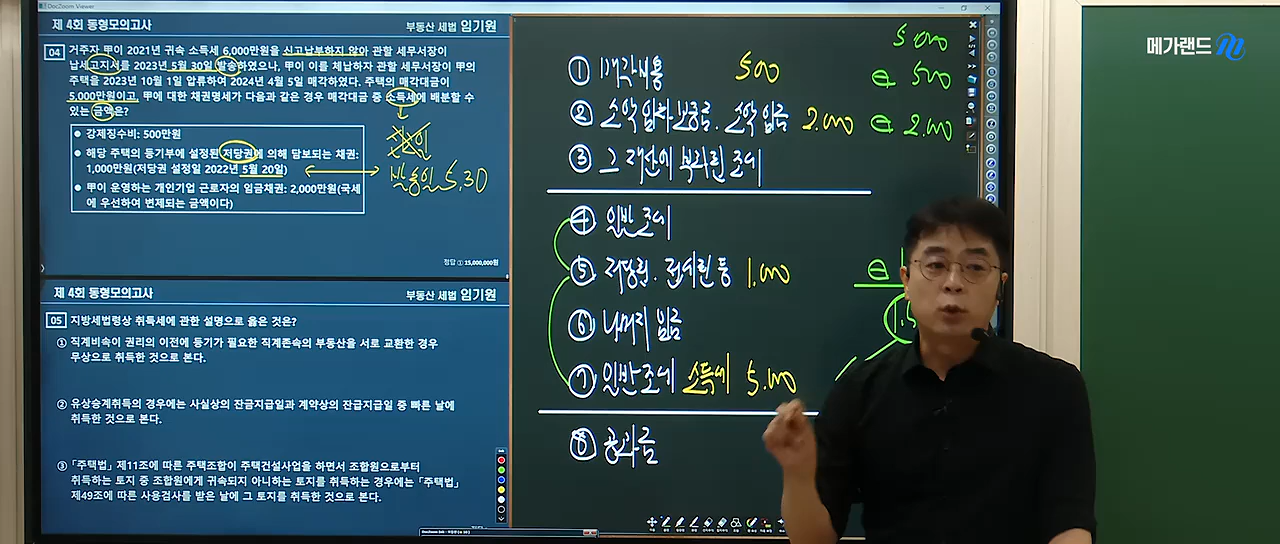 DocZoom Viewer
제 4회 동형모의고사
부동산 세법 임기원
04 거주자 甲이 2021년 귀속 소득세 6,000만원을 신고납부하지 않아 관할 세무서장이
납세고지서를 2023년 5월 30일 발송하였으나, 甲이 이를 체납하자 관할 세무서장이 甲의
주택을 2023년 10월 1일 압류하여 2024년 4월 5일 매각하였다. 주택의 매각대금이
5,000만원이고, 甲에 대한 채권명세가 다음과 같은 경우 매각대금 중 소득세에 배분할 수
있는 금액은?
● 강제징수비: 500만원
● 해당 주택의 등기부에 설정된 저당권에 의해 담보되는 채권:
1,000만원(저당권 설정일 2022년 5월 20일)
● 甲이 운영하는 개인기업 근로자의 임금채권: 2,000만원(국세
에 우선하여 변제되는 금액이다)
발송일 5.30
정답 ① 15,000,000원
제 4회 동형모의고사
부동산 세법 임기원
05 지방세법령상 취득세에 관한 설명으로 옳은 것은?
① 직계비속이 권리의 이전에 등기가 필요한 직계존속의 부동산을 서로 교환한 경우
무상으로 취득한 것으로 본다.
② 유상승계취득의 경우에는 사실상의 잔금지급일과 계약상의 잔급지급일 중 빠른 날에
취득한 것으로 본다.
③ 「주택법」 제11조에 따른 주택조합이 주택건설사업을 하면서 조합원으로부터
취득하는 토지 중 조합원에게 귀속되지 아니하는 토지를 취득하는 경우에는 「주택법」
제49조에 따른 사용검사를 받은 날에 그 토지를 취득한 것으로 본다.
5.000
① 매각비용 500 ⊖ 500
② 소액임차보증금. 소액임금 2.000 ⊖ 2.000
③ 그 재산에 부과된 조세
④ 일반조세
⑤ 저당권. 전세권 등 1.000 ⊖
⑥ 나머지 임금
⑦ 일반조세 소득세 5.000
⑧ 공과금
메가랜드